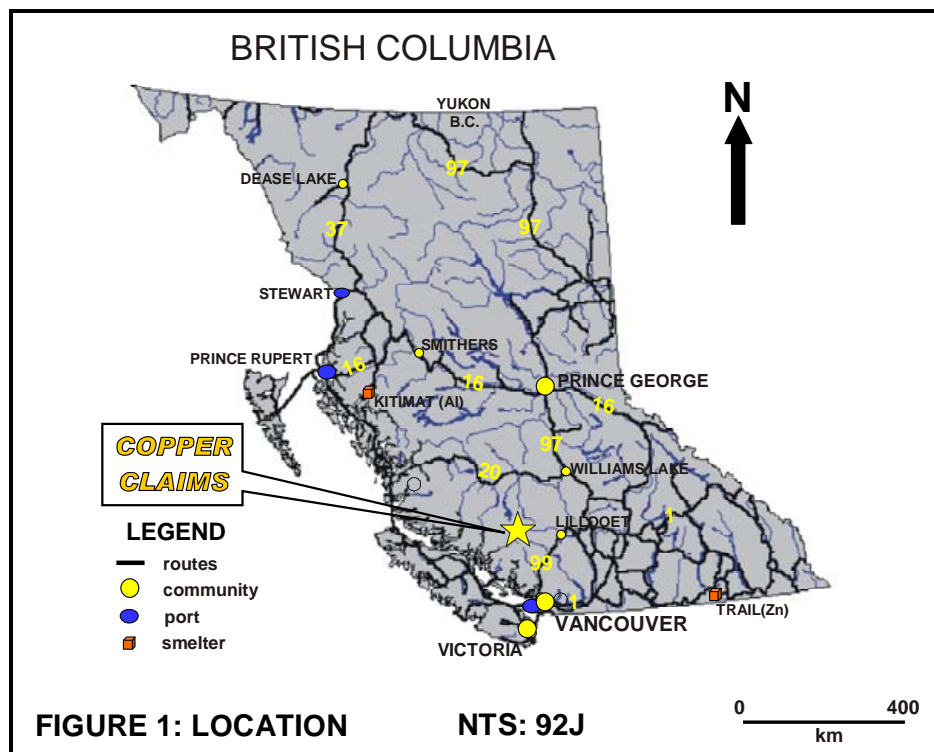 BRITISH COLUMBIA
YUKON
B.C.
N
DEASE LAKE
97
37
97
STEWART
SMITHERS
PRINCE RUPERT
16
16
PRINCE GEORGE
KITIMAT (Al)
16
COPPER
CLAIMS
97
20
WILLIAMS LAKE
LEGEND
routes
community
port
smelter
LILLOOET
1
99
1
VANCOUVER
TRAIL(Zn)
VICTORIA
FIGURE 1: LOCATION
NTS: 92J
0 400
km